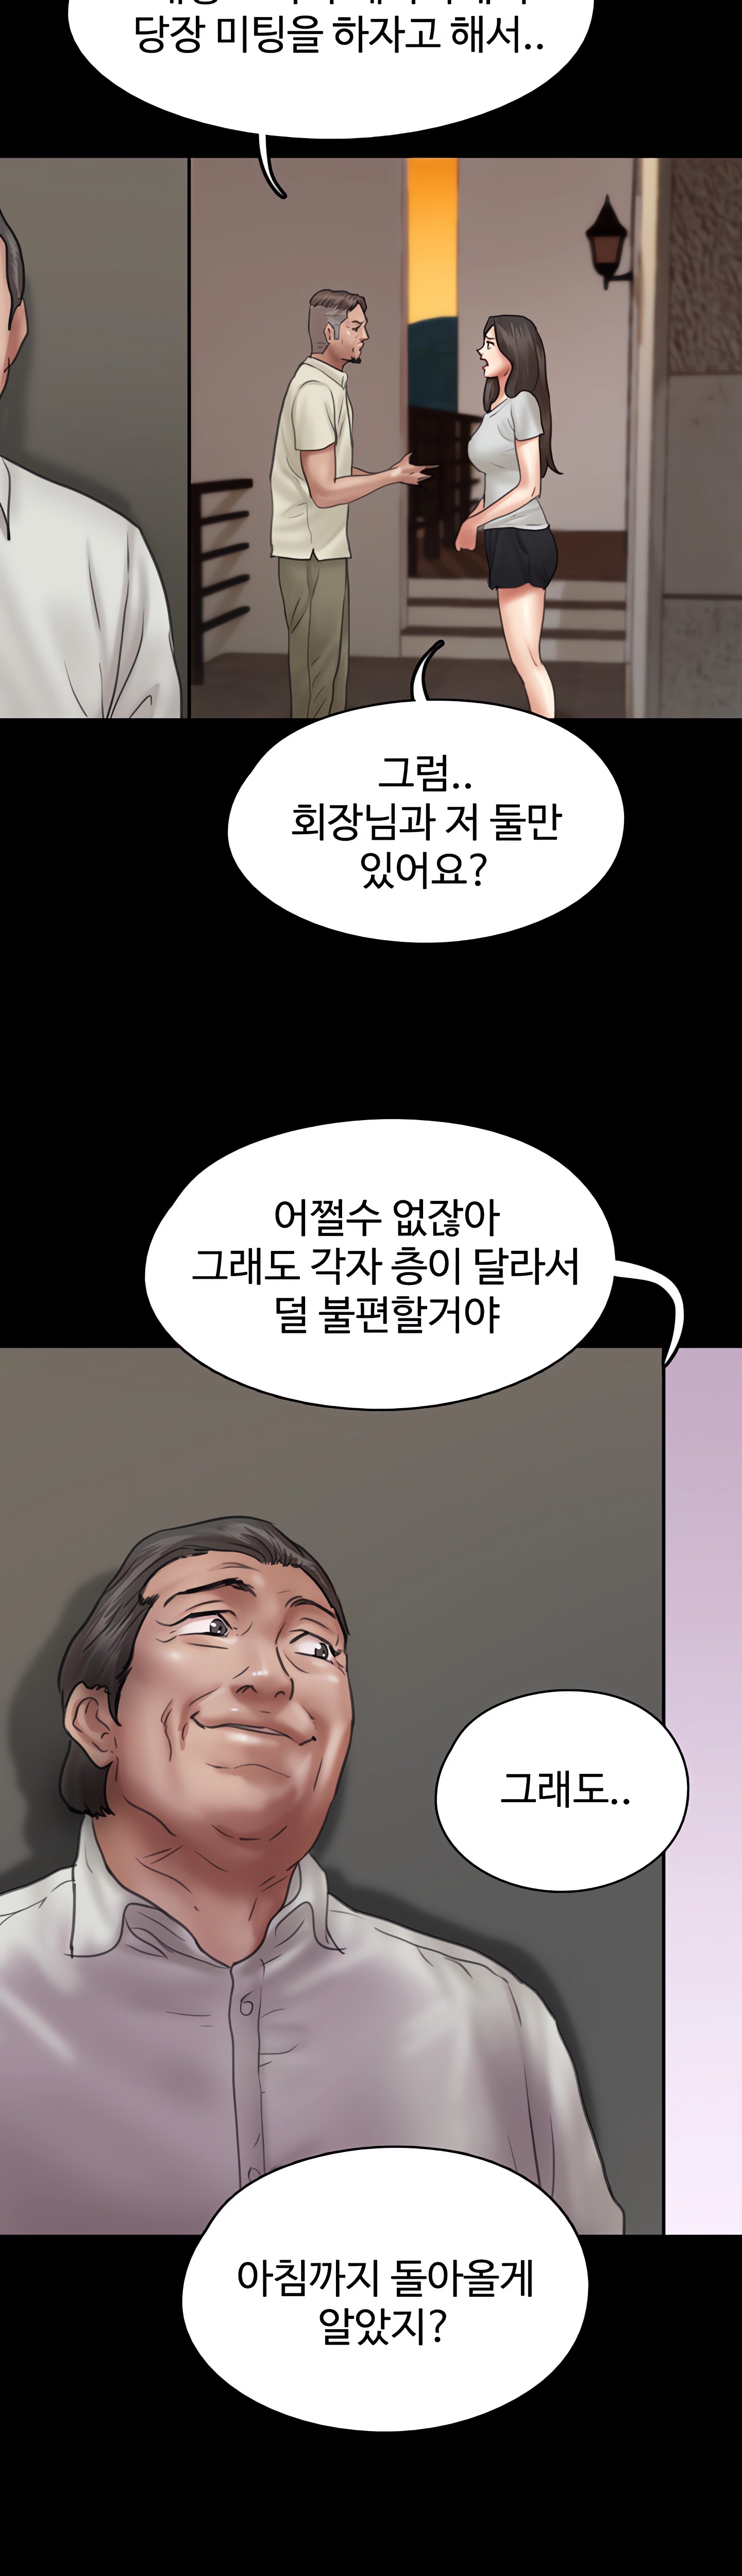 당장 미팅을 하자고 해서..
그럼..
회장님과 저 둘만
있어요?
어쩔수 없잖아
그래도 각자 층이 달라서
덜 불편할거야
그래도..
아침까지 돌아올게
알았지?